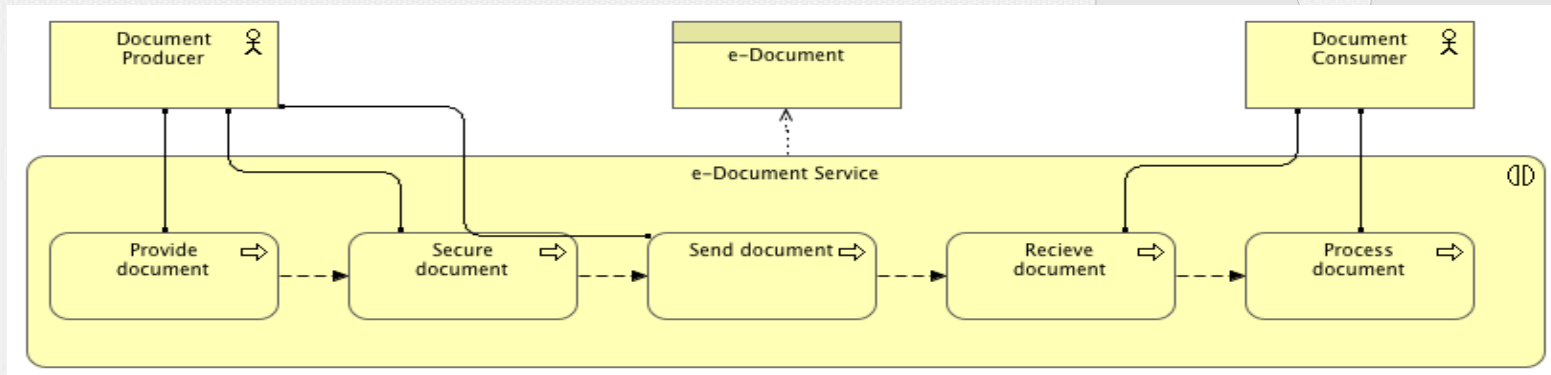 Document
Producer
e-Document
Document
Consumer
e-Document Service
Provide
document
Secure
document
Send document
Recieve
document
Process
document